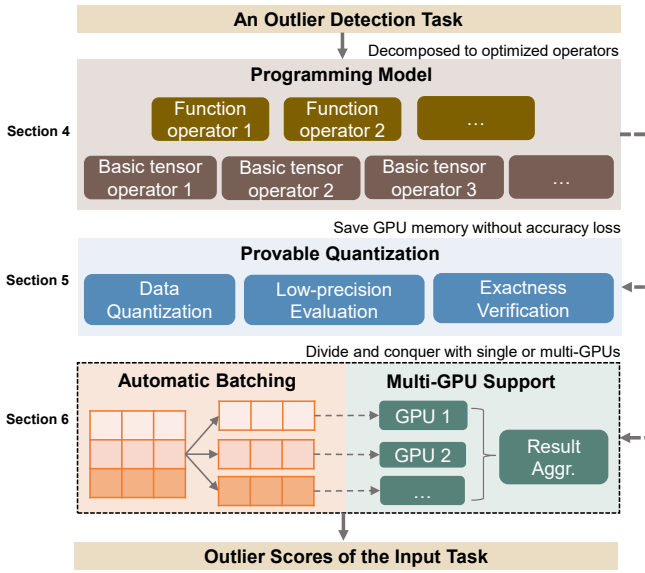 An Outlier Detection Task
Decomposed to optimized operators
Programming Model
Section 4
Function
operator 1
Function
operator 2
…
Basic tensor
operator 1
Basic tensor
operator 2
Basic tensor
operator 3
…
Save GPU memory without accuracy loss
Provable Quantization
Section 5
Data
Quantization
Low-precision
Evaluation
Exactness
Verification
Divide and conquer with single or multi-GPUs
Automatic Batching
Multi-GPU Support
Section 6
GPU 1
GPU 2
…
Result
Aggr.
Outlier Scores of the Input Task